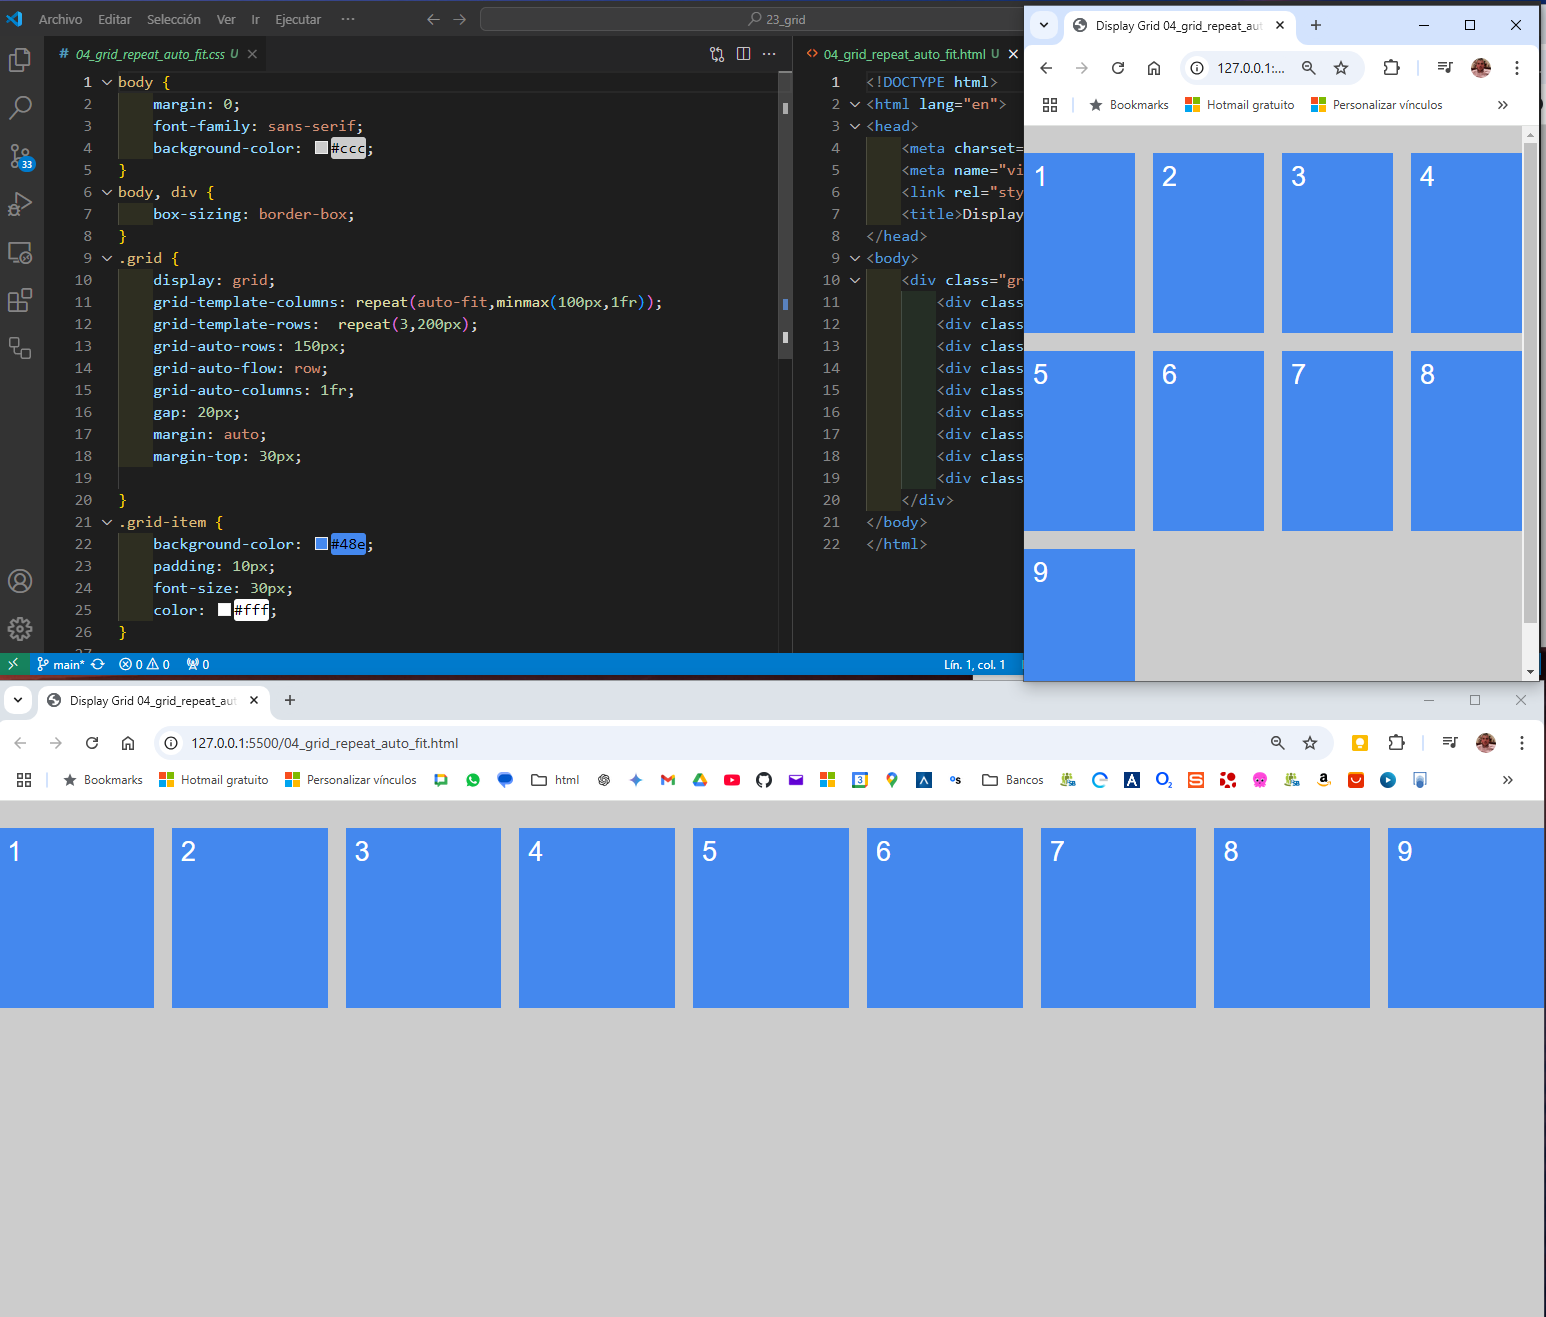 Archivo Editar Selección Ver Ir Ejecutar ··· 23_grid
# 04_grid_repeat_auto_fit.css U
1 body {
2 margin: 0;
3 font-family: sans-serif;
4 background-color: #ccc;
5 }
6 body, div {
7 box-sizing: border-box;
8 }
9 .grid {
10 display: grid;
11 grid-template-columns: repeat(auto-fit,minmax(100px,1fr));
12 grid-template-rows:  repeat(3,200px);
13 grid-auto-rows: 150px;
14 grid-auto-flow: row;
15 grid-auto-columns: 1fr;
16 gap: 20px;
17 margin: auto;
18 margin-top: 30px;
19
20 }
21 .grid-item {
22 background-color: #48e;
23 padding: 10px;
24 font-size: 30px;
25 color: #fff;
26 }
33
<> 04_grid_repeat_auto_fit.html U
1 <!DOCTYPE html>
2 <html lang="en">
3 <head>
4 <meta charset=
5 <meta name="vi
6 <link rel="sty
7 <title>Display
8 </head>
9 <body>
10 <div class="gr
11 <div class
12 <div class
13 <div class
14 <div class
15 <div class
16 <div class
17 <div class
18 <div class
19 <div class
20 </div>
21 </body>
22 </html>
main* 0 0 0 Lín. 1, col. 1
Display Grid 04_grid_repeat_aut
127.0.0.1:...
Bookmarks Hotmail gratuito Personalizar vínculos
1 2 3 4
5 6 7 8
9
Display Grid 04_grid_repeat_aut
127.0.0.1:5500/04_grid_repeat_auto_fit.html
Bookmarks Hotmail gratuito Personalizar vínculos html Bancos
1 2 3 4 5 6 7 8 9